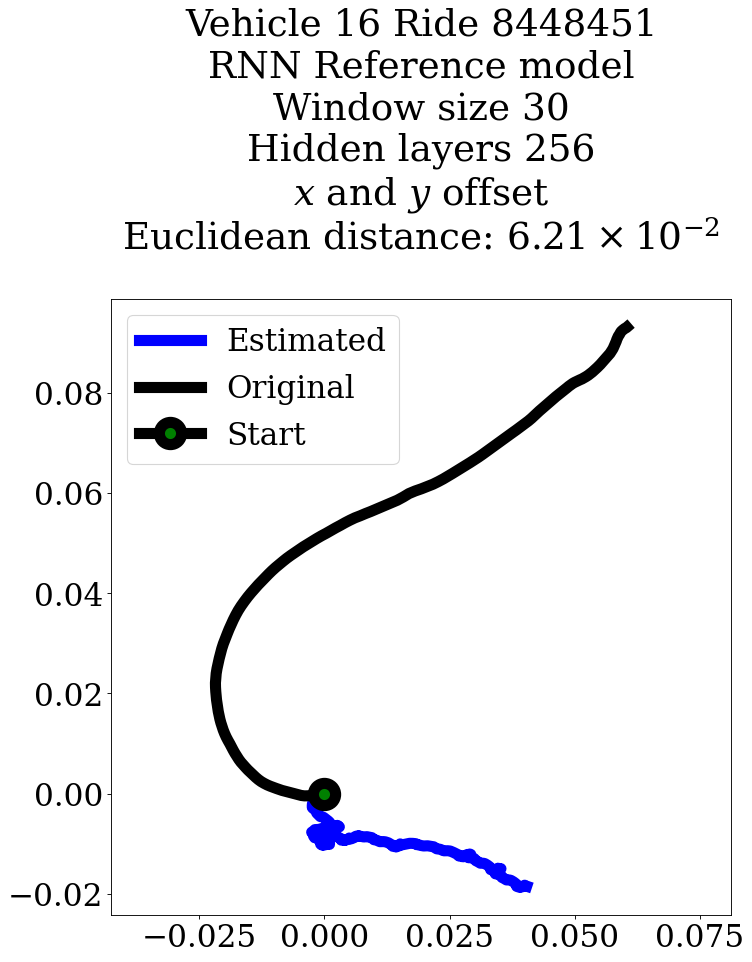 Vehicle 16 Ride 8448451
RNN Reference model
Window size 30
Hidden layers 256
x and y offset
Euclidean distance: 6.21 × 10⁻²
Estimated
Original
Start
0.08
0.06
0.04
0.02
0.00
−0.02
−0.025 0.000 0.025 0.050 0.075